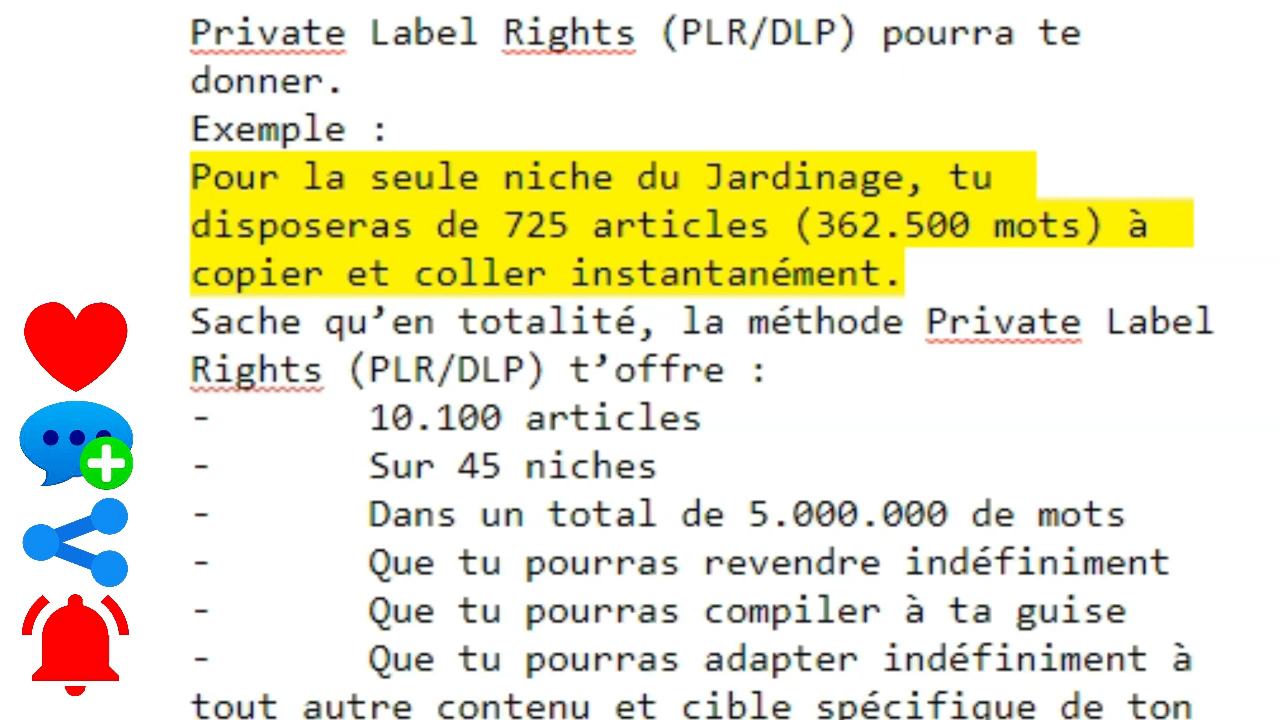 Private Label Rights (PLR/DLP) pourra te
donner.
Exemple :
Pour la seule niche du Jardinage, tu
disposeras de 725 articles (362.500 mots) à
copier et coller instantanément.
Sache qu’en totalité, la méthode Private Label
Rights (PLR/DLP) t’offre :
- 10.100 articles
- Sur 45 niches
- Dans un total de 5.000.000 de mots
- Que tu pourras revendre indéfiniment
- Que tu pourras compiler à ta guise
- Que tu pourras adapter indéfiniment à
tout autre contenu et cible spécifique de ton